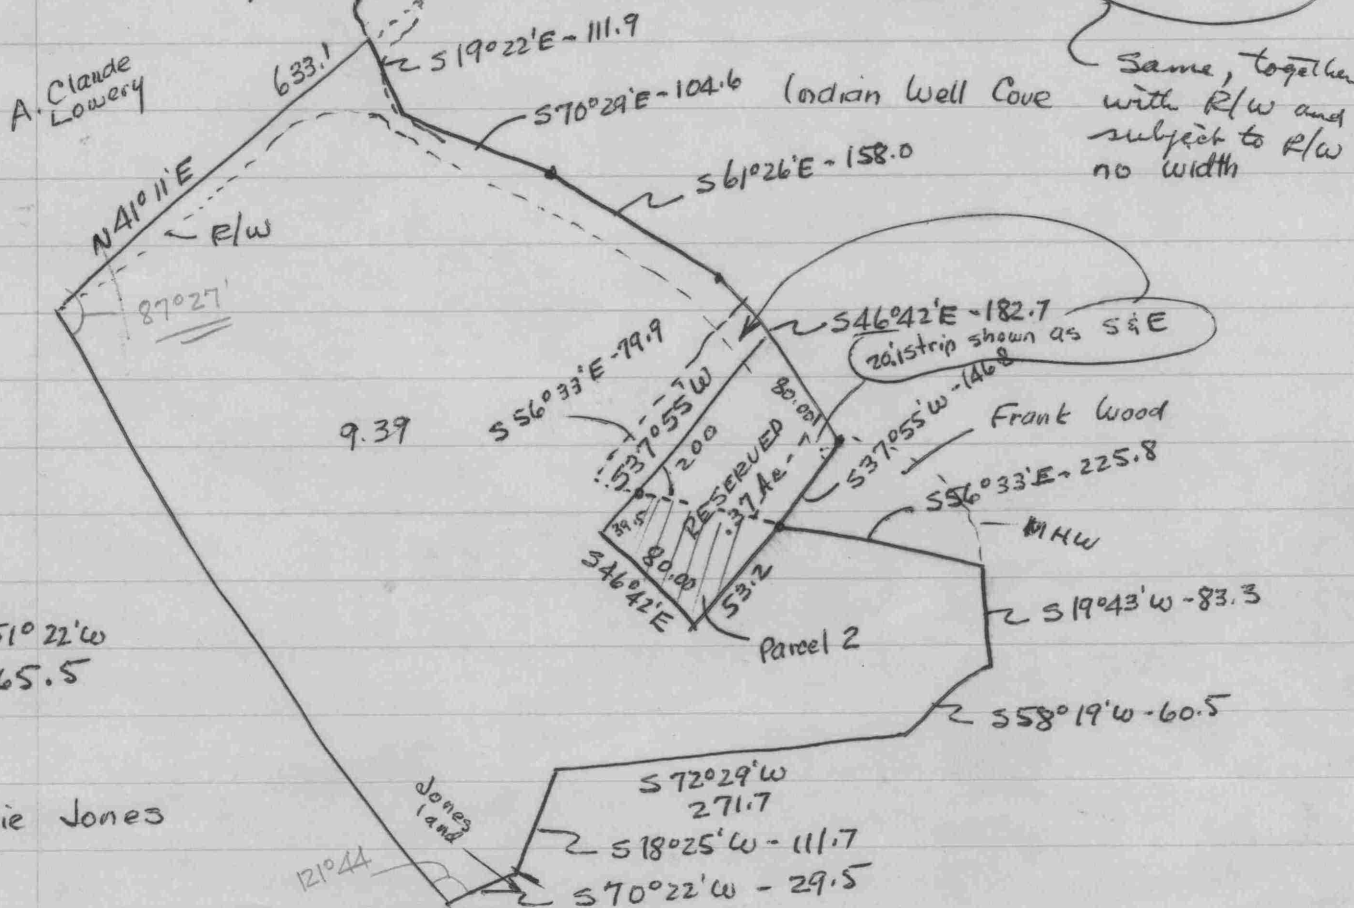 S19°22'E - 111.9
A. Claude
Lowery
633.1
Same, together
with R/W and
subject to R/W
no width
S70°29'E - 104.6
Indian Well Cove
S61°26'E - 158.0
N41°11'E
R/W
87°27'
S46°42'E - 182.7
20' strip shown as S & E
S56°33'E - 79.9
S37°55'W
200
80.00
S37°55'W - 146.8
Frank Wood
9.39
RESERVED
.37 Ac
S56°33'E - 225.8
MHW
39.5
80.00
S46°42'E
53.2
S19°43'W - 83.3
Parcel 2
51°22'W
65.5
S58°19'W - 60.5
S72°29'W
271.7
Jones
land
ie Jones
S18°25'W - 111.7
121°44
S70°22'W - 29.5